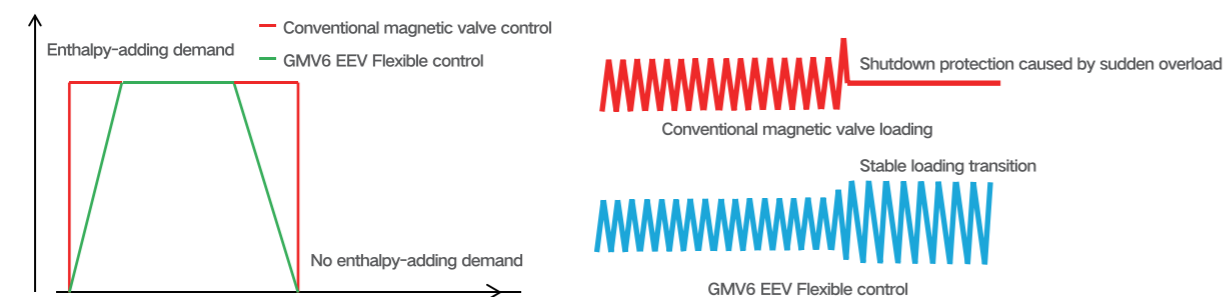 Conventional magnetic valve control
Enthalpy-adding demand
GMV6 EEV Flexible control
No enthalpy-adding demand
Shutdown protection caused by sudden overload
Conventional magnetic valve loading
Stable loading transition
GMV6 EEV Flexible control